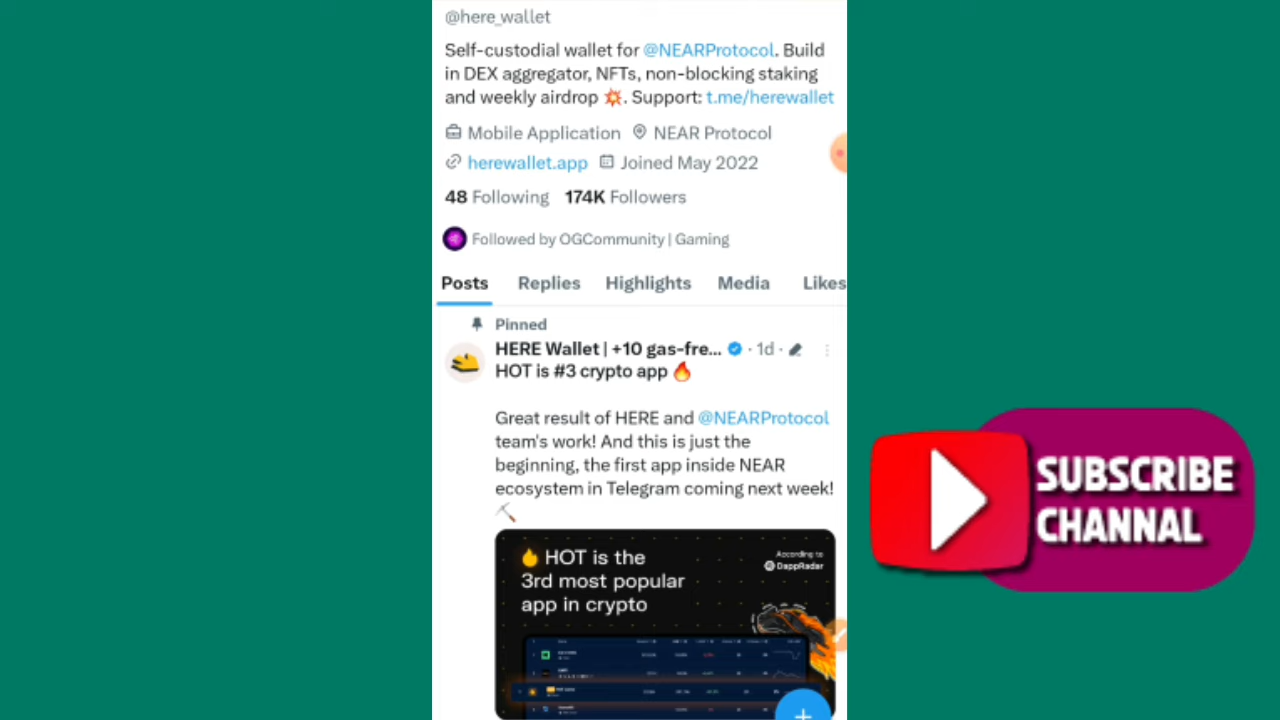 @here_wallet
Self-custodial wallet for @NEARProtocol. Build
in DEX aggregator, NFTs, non-blocking staking
and weekly airdrop 💥. Support: t.me/herewallet
Mobile Application NEAR Protocol
herewallet.app Joined May 2022
48 Following 174K Followers
Followed by OGCommunity | Gaming
Posts Replies Highlights Media Likes
Pinned
HERE Wallet | +10 gas-fre... · 1d ·
HOT is #3 crypto app 🔥
Great result of HERE and @NEARProtocol
team's work! And this is just the
beginning, the first app inside NEAR
ecosystem in Telegram coming next week!
⛏️
🔥 HOT is the
3rd most popular
app in crypto
According to
DappRadar
SUBSCRIBE
CHANNAL